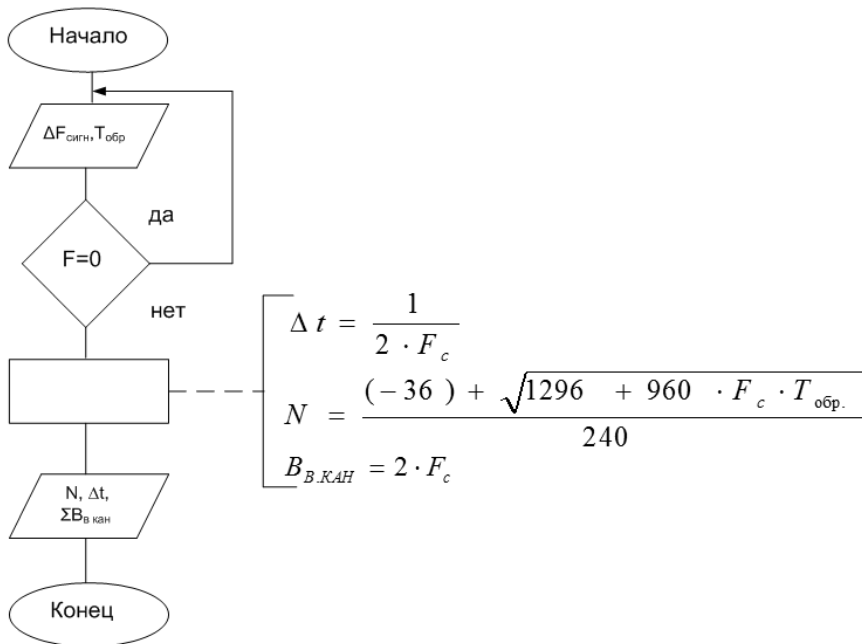 Начало
ΔFсигн,Tобр
да
F=0
нет
Δ t = 1 / 2 · Fc
N = (−36) + √1296 + 960 · Fc · Tобр. / 240
BВ.КАН = 2 · Fc
N, Δt,
ΣBв кан
Конец